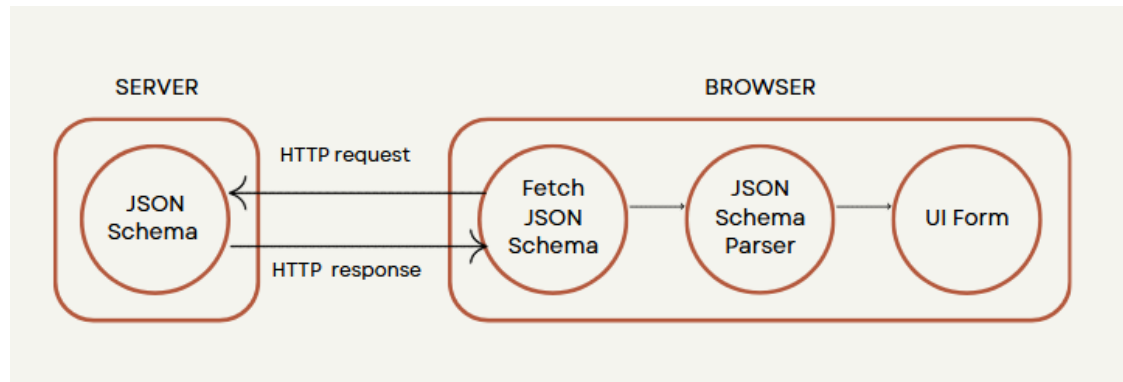 SERVER
BROWSER
HTTP request
JSON
Schema
HTTP  response
Fetch
JSON
Schema
JSON
Schema
Parser
UI Form